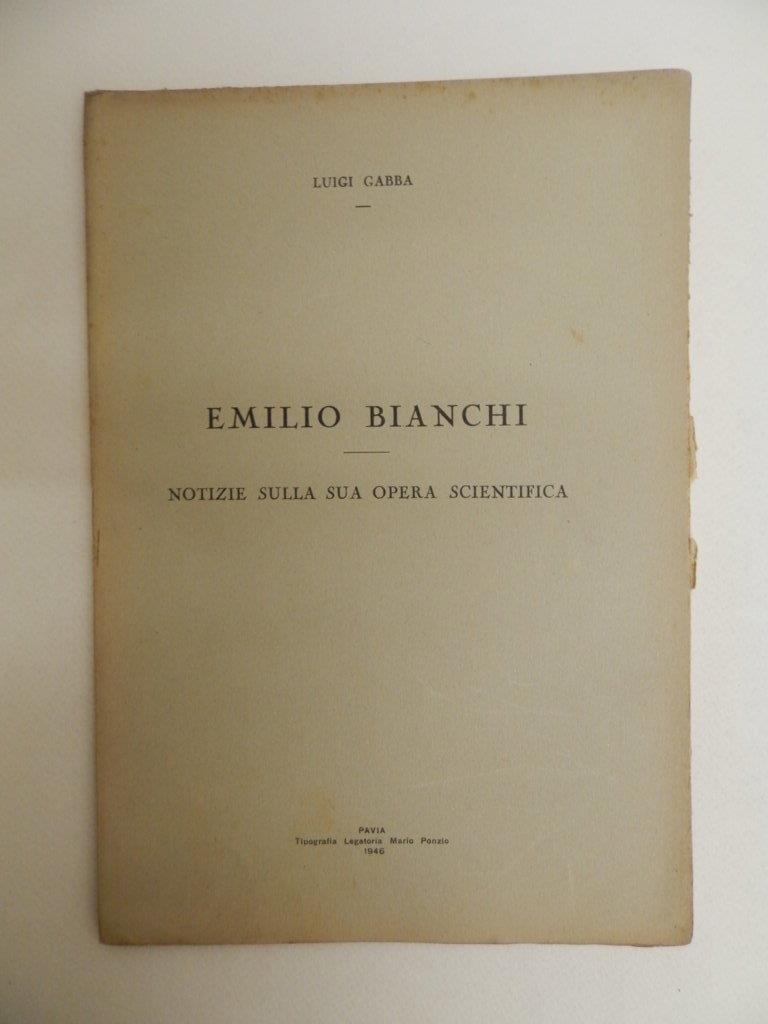 LUIGI GABBA
EMILIO BIANCHI
NOTIZIE SULLA SUA OPERA SCIENTIFICA
PAVIA
Tipografia Legatoria Mario Ponzio
1946